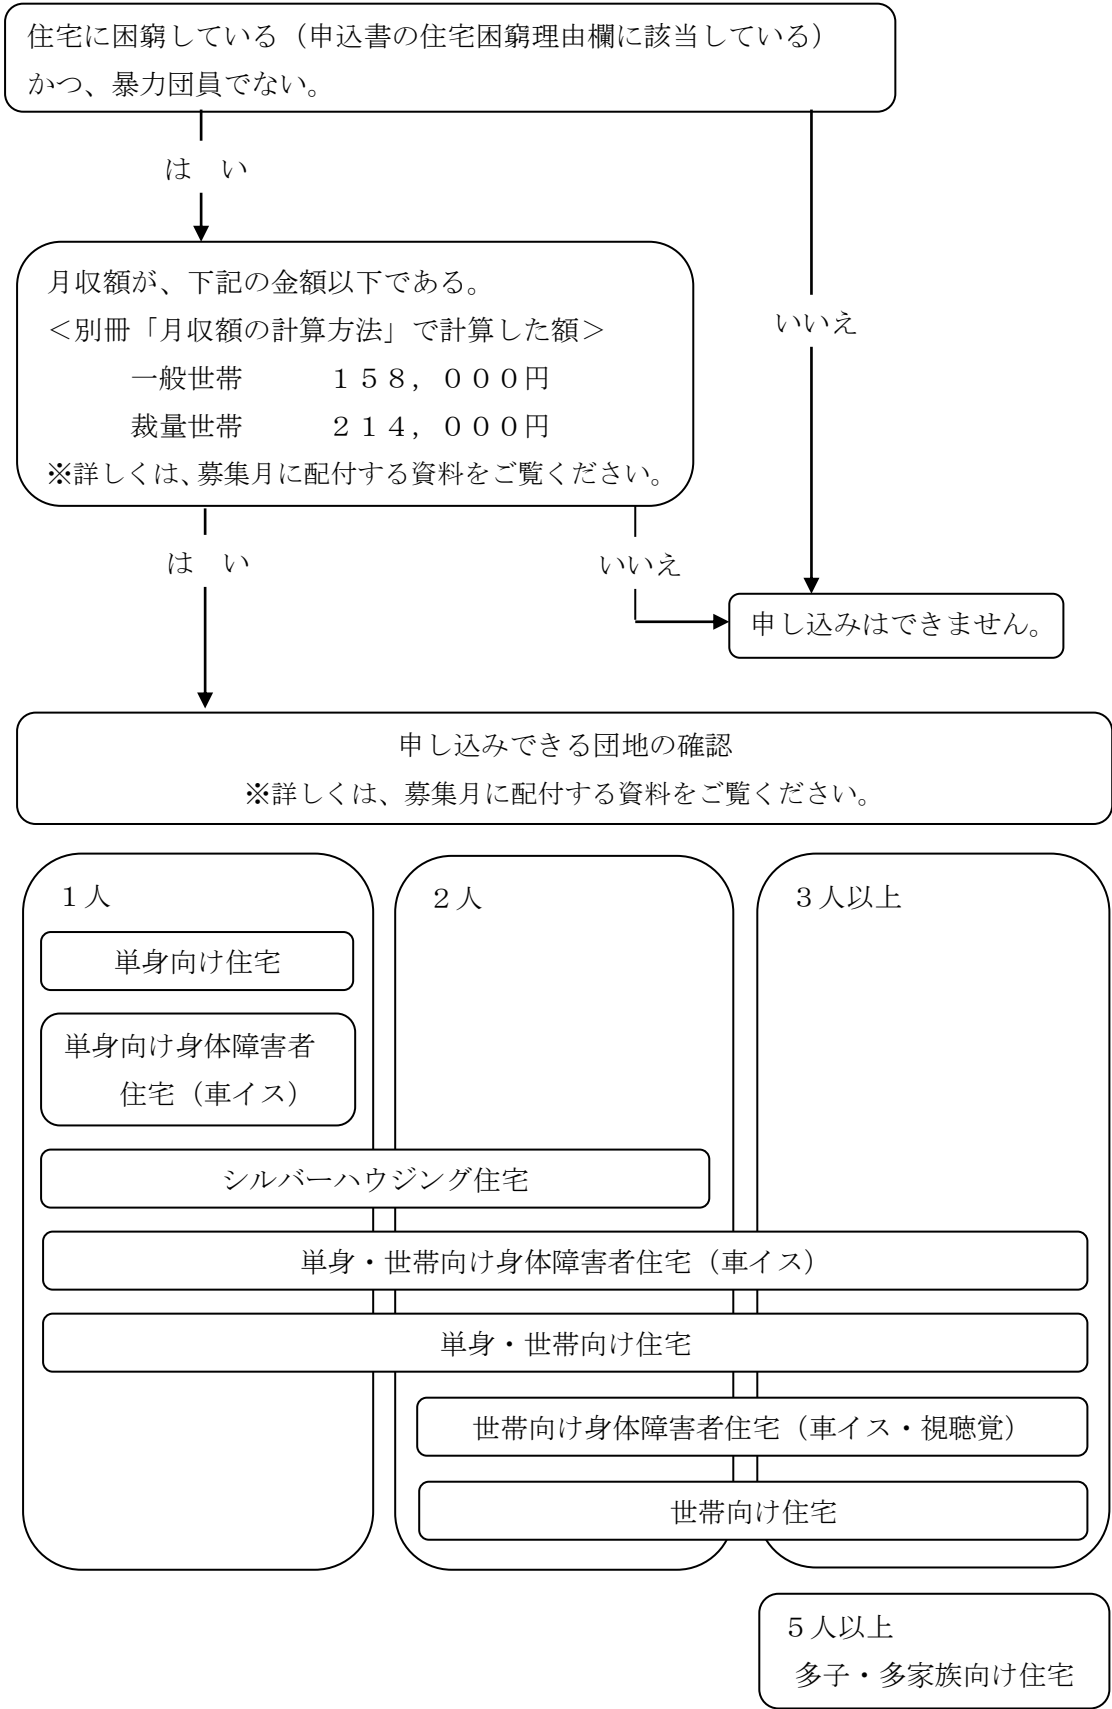 住宅に困窮している（申込書の住宅困窮理由欄に該当している）
かつ、暴力団員でない。
は　い
いいえ
月収額が、下記の金額以下である。
＜別冊「月収額の計算方法」で計算した額＞
一般世帯　　　１５８，０００円
裁量世帯　　　２１４，０００円
※詳しくは、募集月に配付する資料をご覧ください。
は　い
いいえ
申し込みはできません。
申し込みできる団地の確認
※詳しくは、募集月に配付する資料をご覧ください。
１人
２人
３人以上
単身向け住宅
単身向け身体障害者
住宅（車イス）
シルバーハウジング住宅
単身・世帯向け身体障害者住宅（車イス）
単身・世帯向け住宅
世帯向け身体障害者住宅（車イス・視聴覚）
世帯向け住宅
５人以上
多子・多家族向け住宅